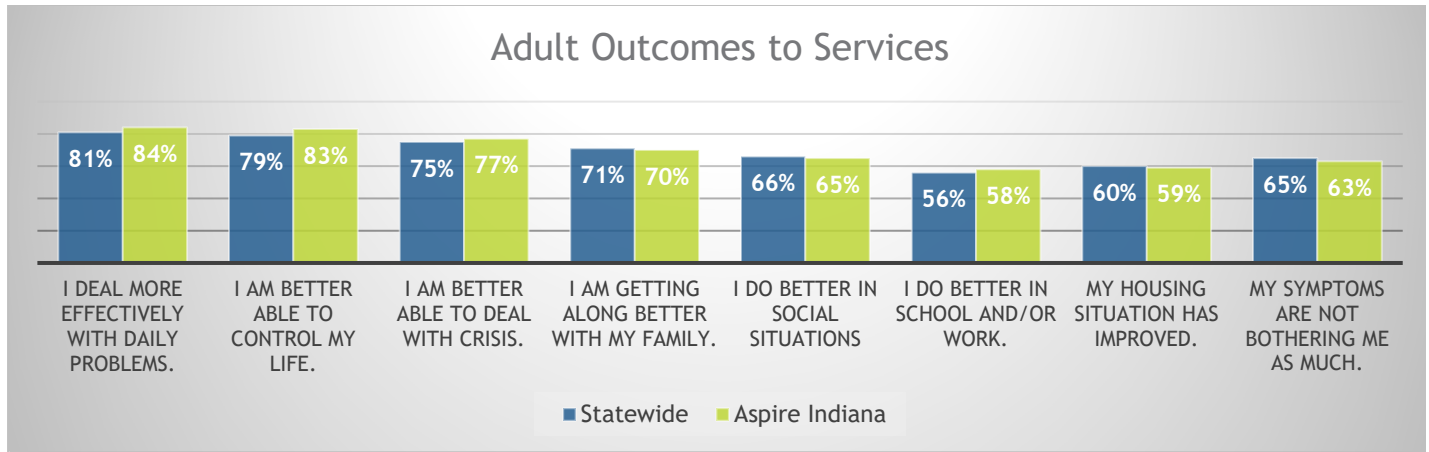 Adult Outcomes to Services
81% 84% 79% 83% 75% 77% 71% 70% 66% 65% 56% 58% 60% 59% 65% 63%
I DEAL MORE
EFFECTIVELY
WITH DAILY
PROBLEMS.
I AM BETTER
ABLE TO
CONTROL MY
LIFE.
I AM BETTER
ABLE TO DEAL
WITH CRISIS.
I AM GETTING
ALONG BETTER
WITH MY FAMILY.
I DO BETTER IN
SOCIAL
SITUATIONS
I DO BETTER IN
SCHOOL AND/OR
WORK.
MY HOUSING
SITUATION HAS
IMPROVED.
MY SYMPTOMS
ARE NOT
BOTHERING ME
AS MUCH.
Statewide
Aspire Indiana